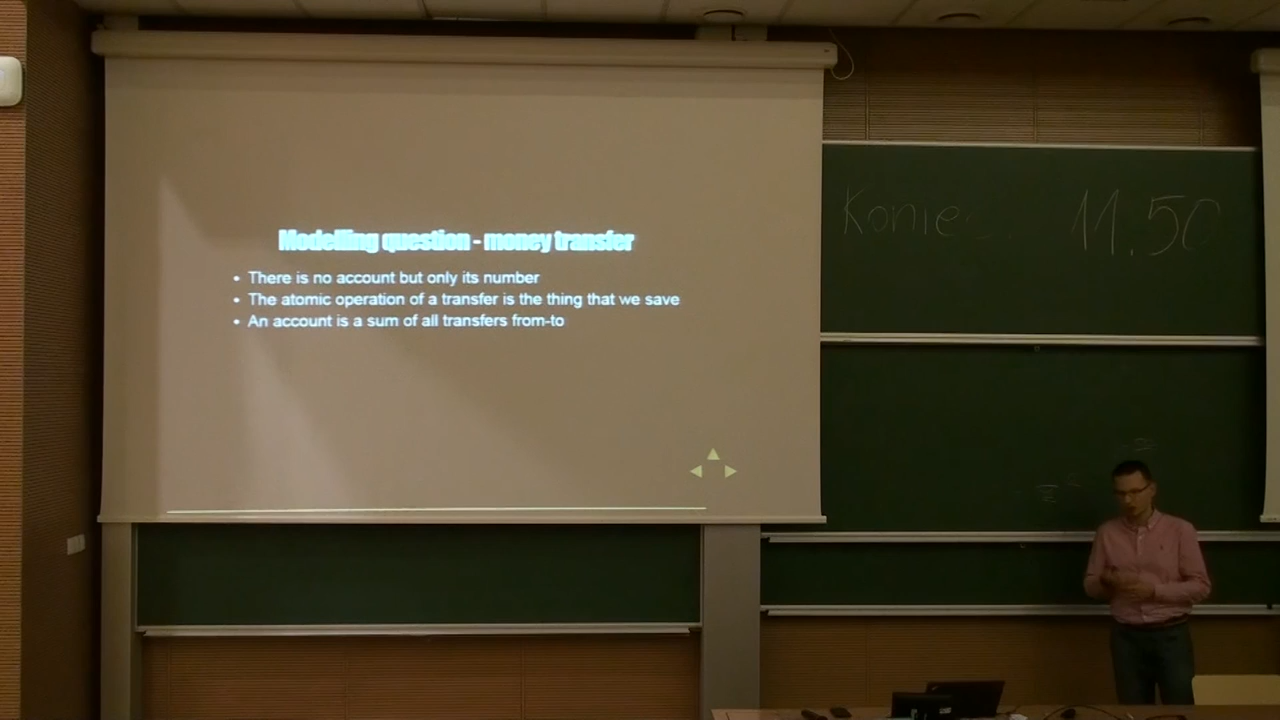 Modelling question - money transfer
• There is no account but only its number
• The atomic operation of a transfer is the thing that we save
• An account is a sum of all transfers from-to
11.50